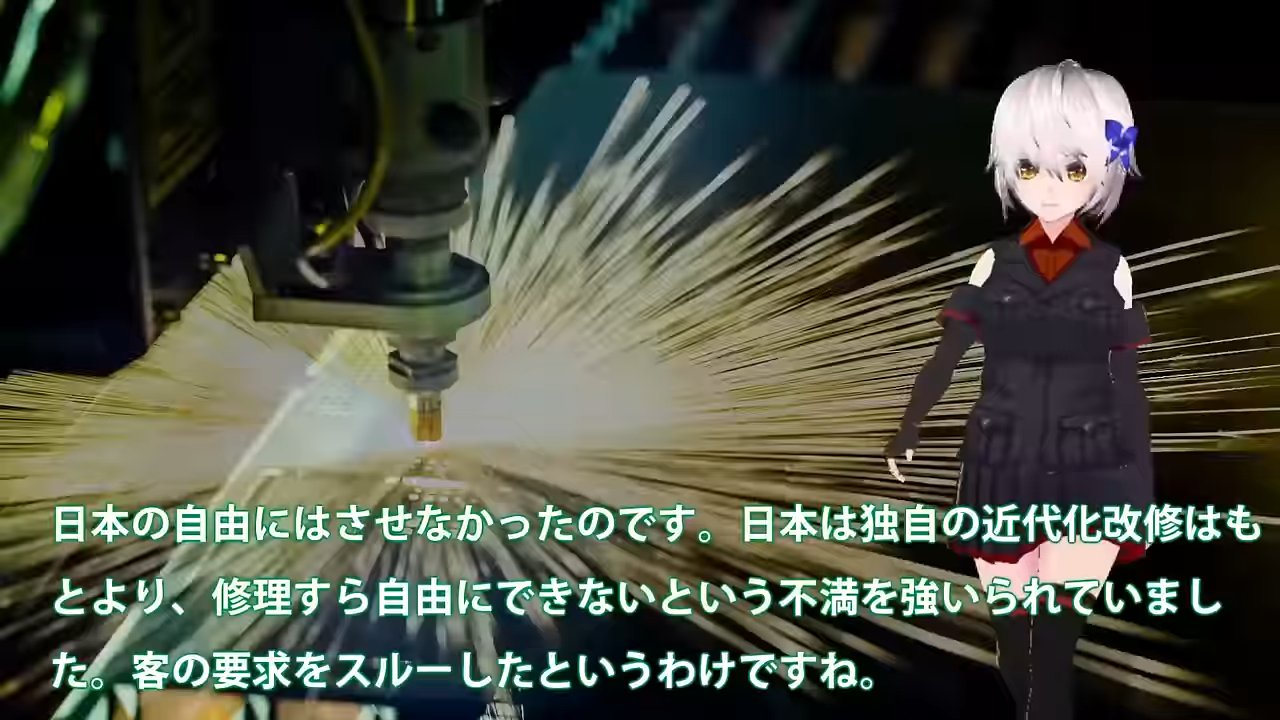 日本の自由にはさせなかったのです。日本は独自の近代化改修はも
とより、修理すら自由にできないという不満を強いられていまし
た。客の要求をスルーしたというわけですね。